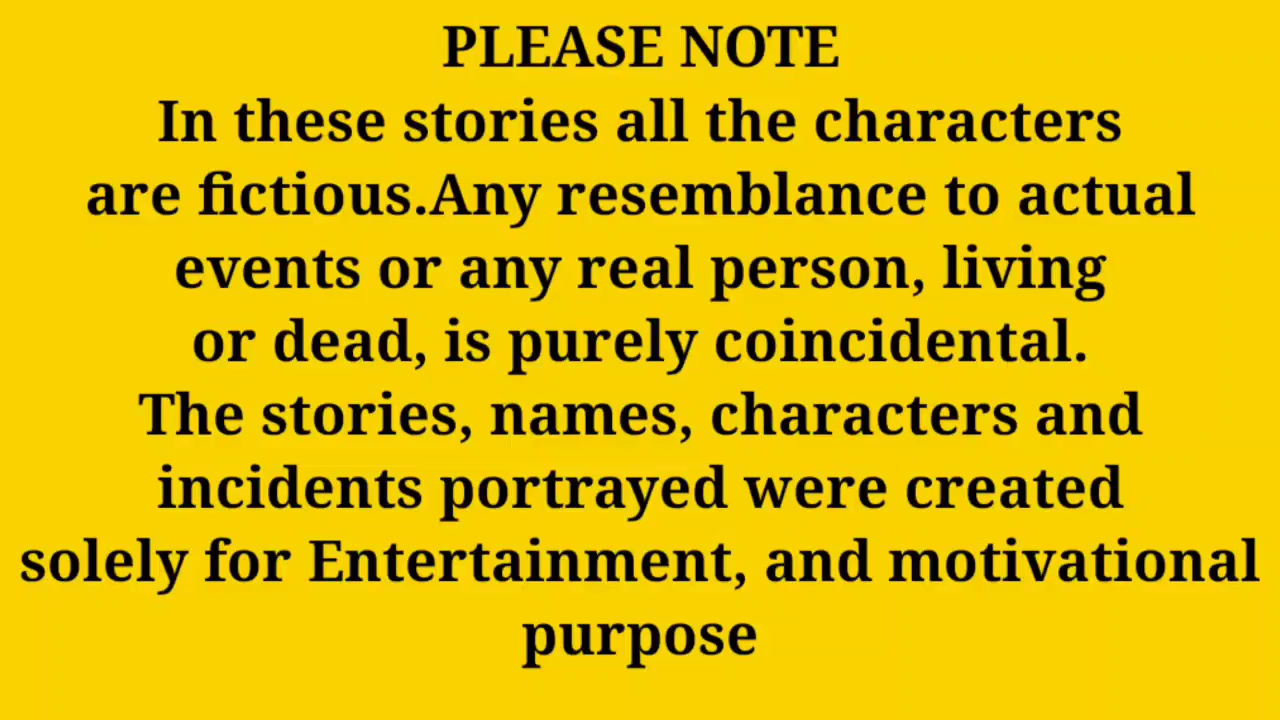 PLEASE NOTE
In these stories all the characters
are fictious.Any resemblance to actual
events or any real person, living
or dead, is purely coincidental.
The stories, names, characters and
incidents portrayed were created
solely for Entertainment, and motivational
purpose